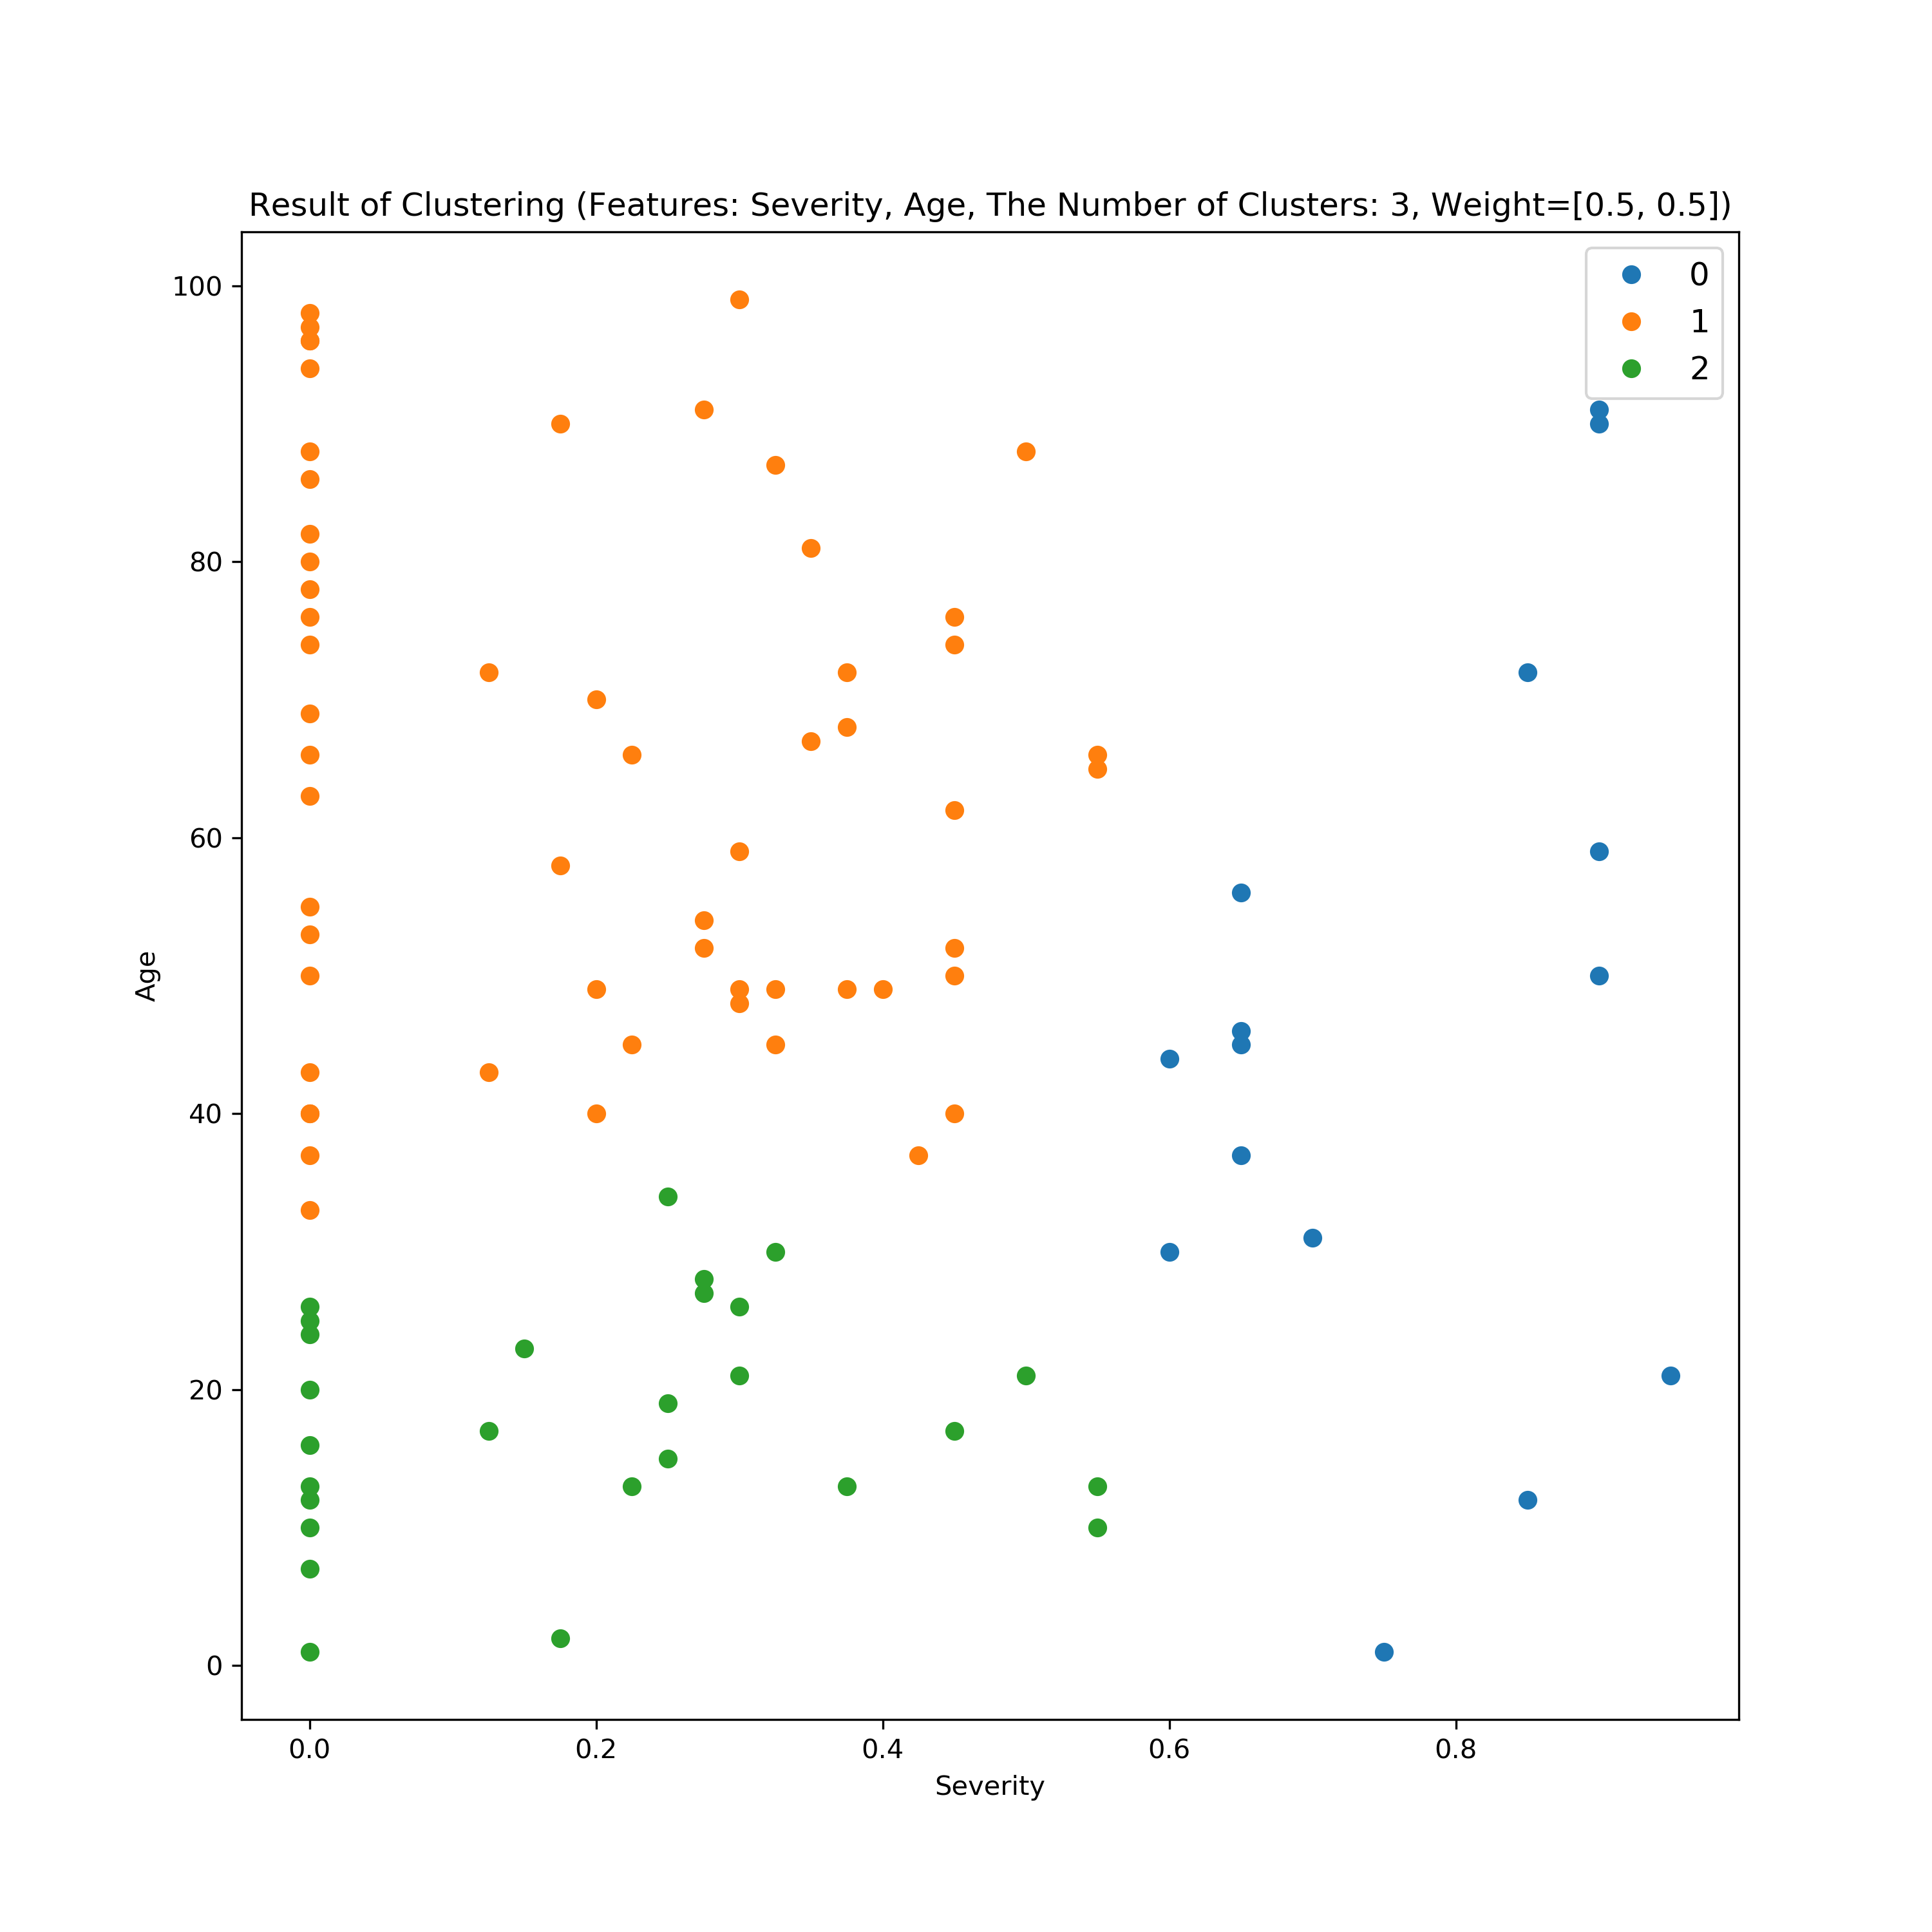 Result of Clustering (Features: Severity, Age, The Number of Clusters: 3, Weight=[0.5, 0.5])
0
1
2
100
80
60
40
20
0
Age
0.0 0.2 0.4 0.6 0.8
Severity